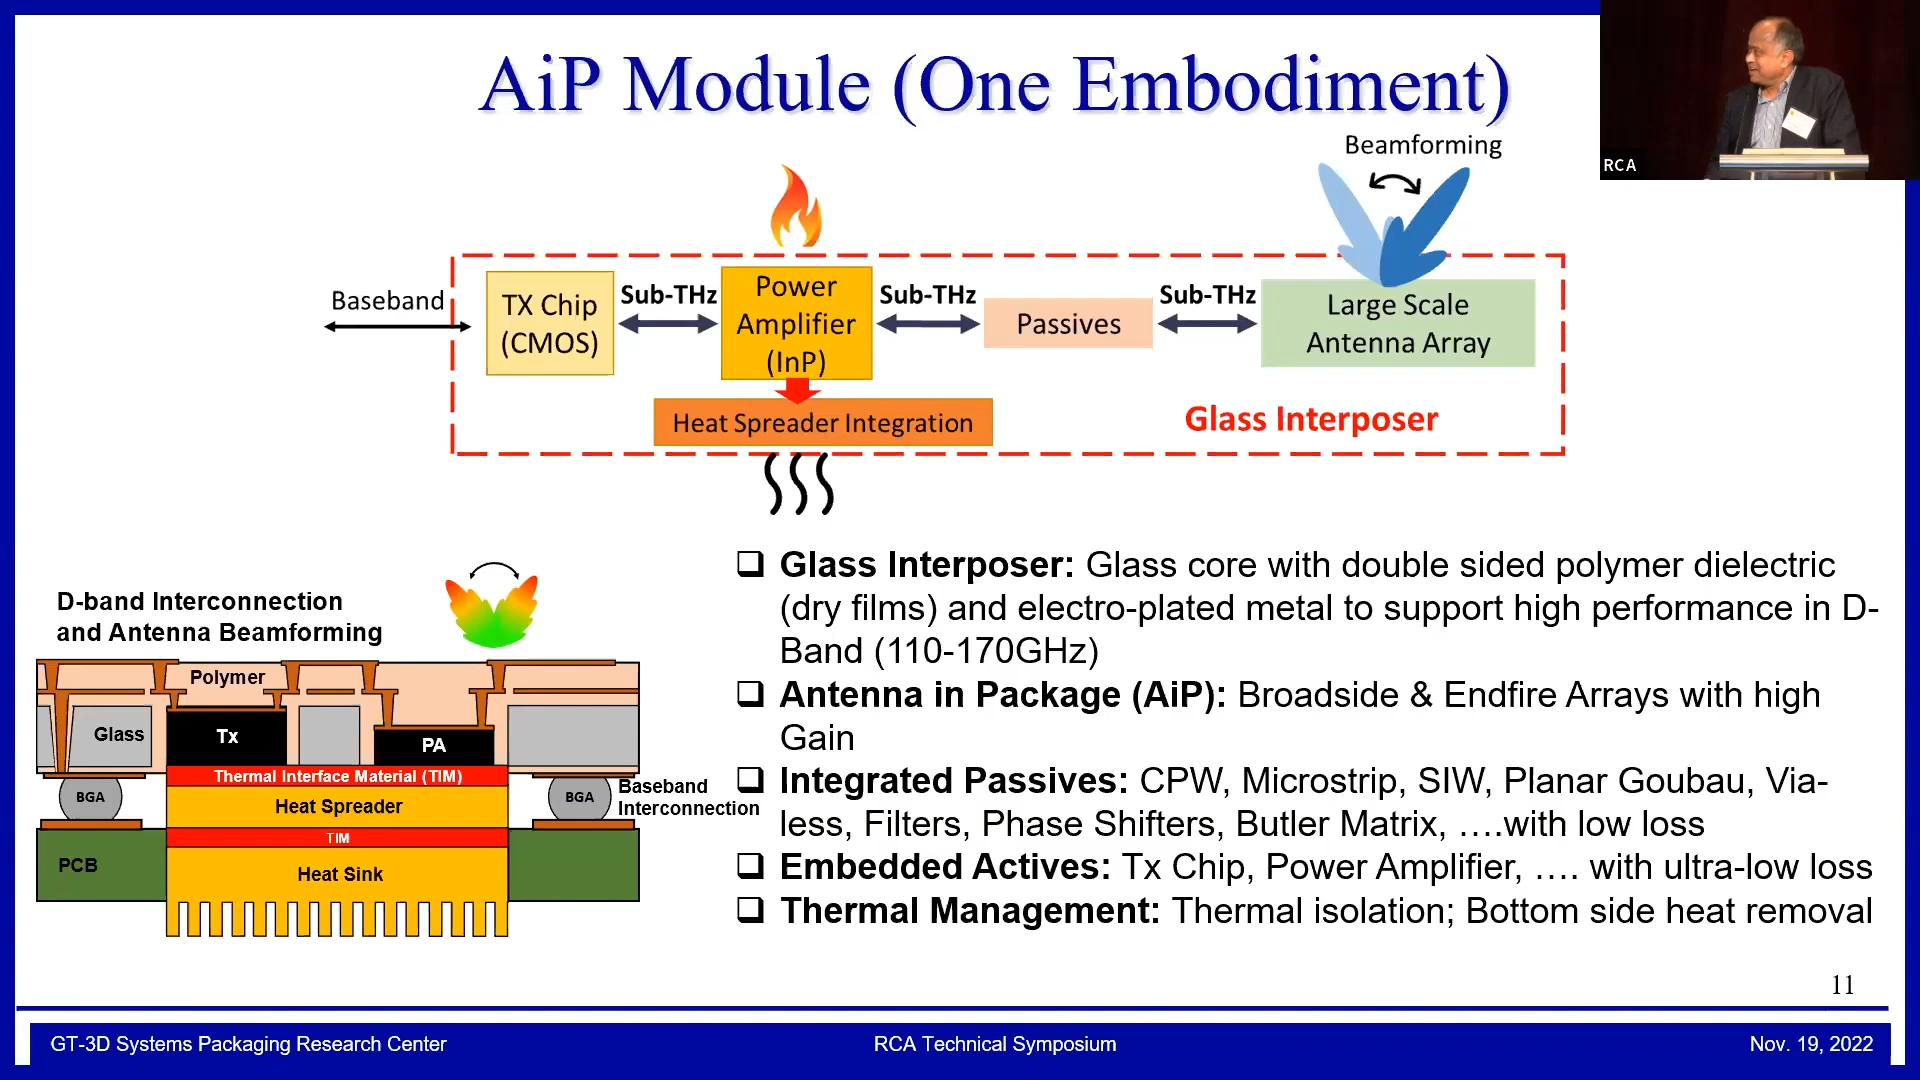 AiP Module (One Embodiment)
RCA
Beamforming
Baseband
TX Chip
(CMOS)
Sub-THz
Power
Amplifier
(InP)
Sub-THz
Passives
Sub-THz
Large Scale
Antenna Array
Heat Spreader Integration
Glass Interposer
D-band Interconnection
and Antenna Beamforming
Polymer
Glass
Tx
PA
Thermal Interface Material (TIM)
BGA
Heat Spreader
BGA
Baseband
Interconnection
TIM
PCB
Heat Sink
Glass Interposer: Glass core with double sided polymer dielectric
(dry films) and electro-plated metal to support high performance in D-
Band (110-170GHz)
Antenna in Package (AiP): Broadside & Endfire Arrays with high
Gain
Integrated Passives: CPW, Microstrip, SIW, Planar Goubau, Via-
less, Filters, Phase Shifters, Butler Matrix, ….with low loss
Embedded Actives: Tx Chip, Power Amplifier, …. with ultra-low loss
Thermal Management: Thermal isolation; Bottom side heat removal
11
GT-3D Systems Packaging Research Center
RCA Technical Symposium
Nov. 19, 2022